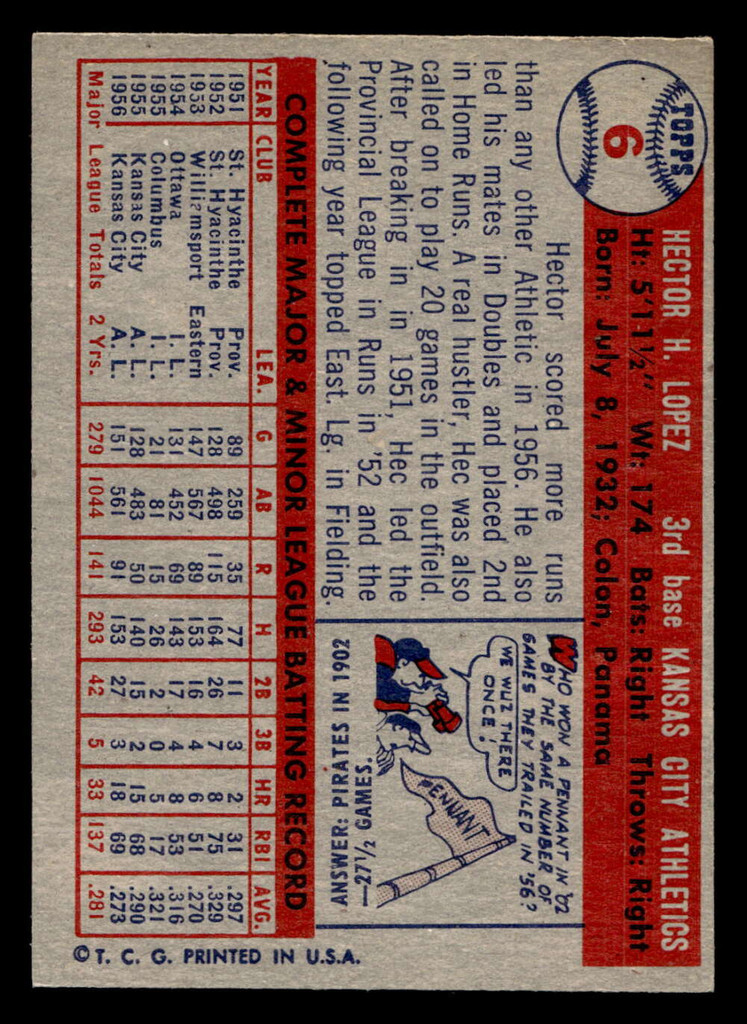 TOPPS
6
HECTOR H. LOPEZ 3rd base KANSAS CITY ATHLETICS
Ht: 5'11½" Wt: 174 Bats: Right Throws: Right
Born: July 8, 1932; Colon, Panama
Hector scored more runs
than any other Athletic in 1956. He also
led his mates in Doubles and placed 2nd
in Home Runs. A real hustler, Hec was also
called on to play 20 games in the outfield.
After breaking in in 1951, Hec led the
Provincial League in Runs in '52 and the
following year topped East. Lg. in Fielding.
WHO WON A PENNANT IN '02
BY THE SAME NUMBER OF
GAMES THEY TRAILED IN '56?
WE WUZ THERE
ONCE!
PENNANT
ANSWER: PIRATES IN 1902
—27½ GAMES.
COMPLETE MAJOR & MINOR LEAGUE BATTING RECORD
YEAR CLUB LEA. G AB R H 2B 3B HR RBI AVG.
1951 St. Hyacinthe Prov. 89 259 35 77 11 3 2 31 .297
1952 St. Hyacinthe Prov. 128 498 115 164 26 7 8 75 .329
1953 Williamsport Eastern 147 567 89 153 16 4 6 51 .270
1954 Ottawa I. L. 131 452 69 143 17 4 8 53 .316
1955 Columbus I. L. 21 81 15 26 2 0 5 17 .321
1955 Kansas City A. L. 128 483 50 140 15 2 15 68 .290
1956 Kansas City A. L. 151 561 91 153 27 3 18 69 .273
Major League Totals 2 Yrs. 279 1044 141 293 42 5 33 137 .281
© T. C. G. PRINTED IN U.S.A.